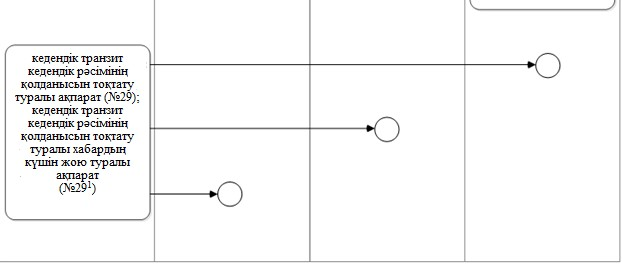 кедендік транзит
кедендік рәсімінің
қолданысын тоқтату
туралы ақпарат (№29);
кедендік транзит
кедендік рәсімінің
қолданысын тоқтату
туралы хабардың
күшін жою туралы
ақпарат
(№29¹)